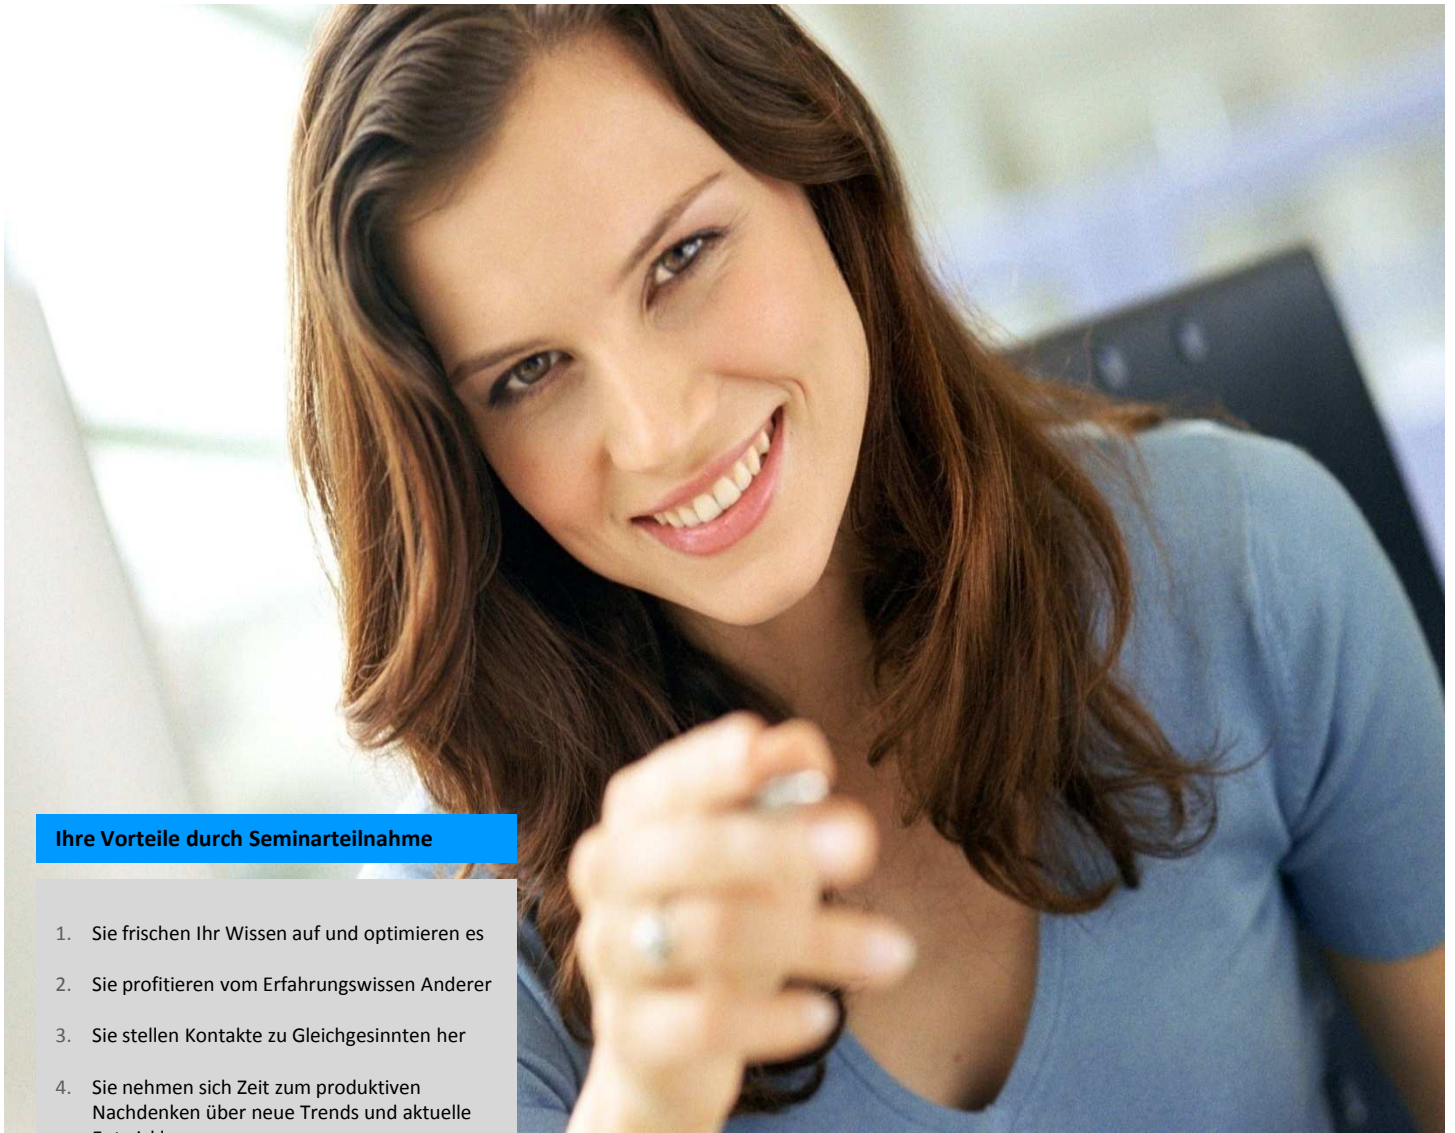 Ihre Vorteile durch Seminarteilnahme
1. Sie frischen Ihr Wissen auf und optimieren es
2. Sie profitieren vom Erfahrungswissen Anderer
3. Sie stellen Kontakte zu Gleichgesinnten her
4. Sie nehmen sich Zeit zum produktiven
Nachdenken über neue Trends und aktuelle